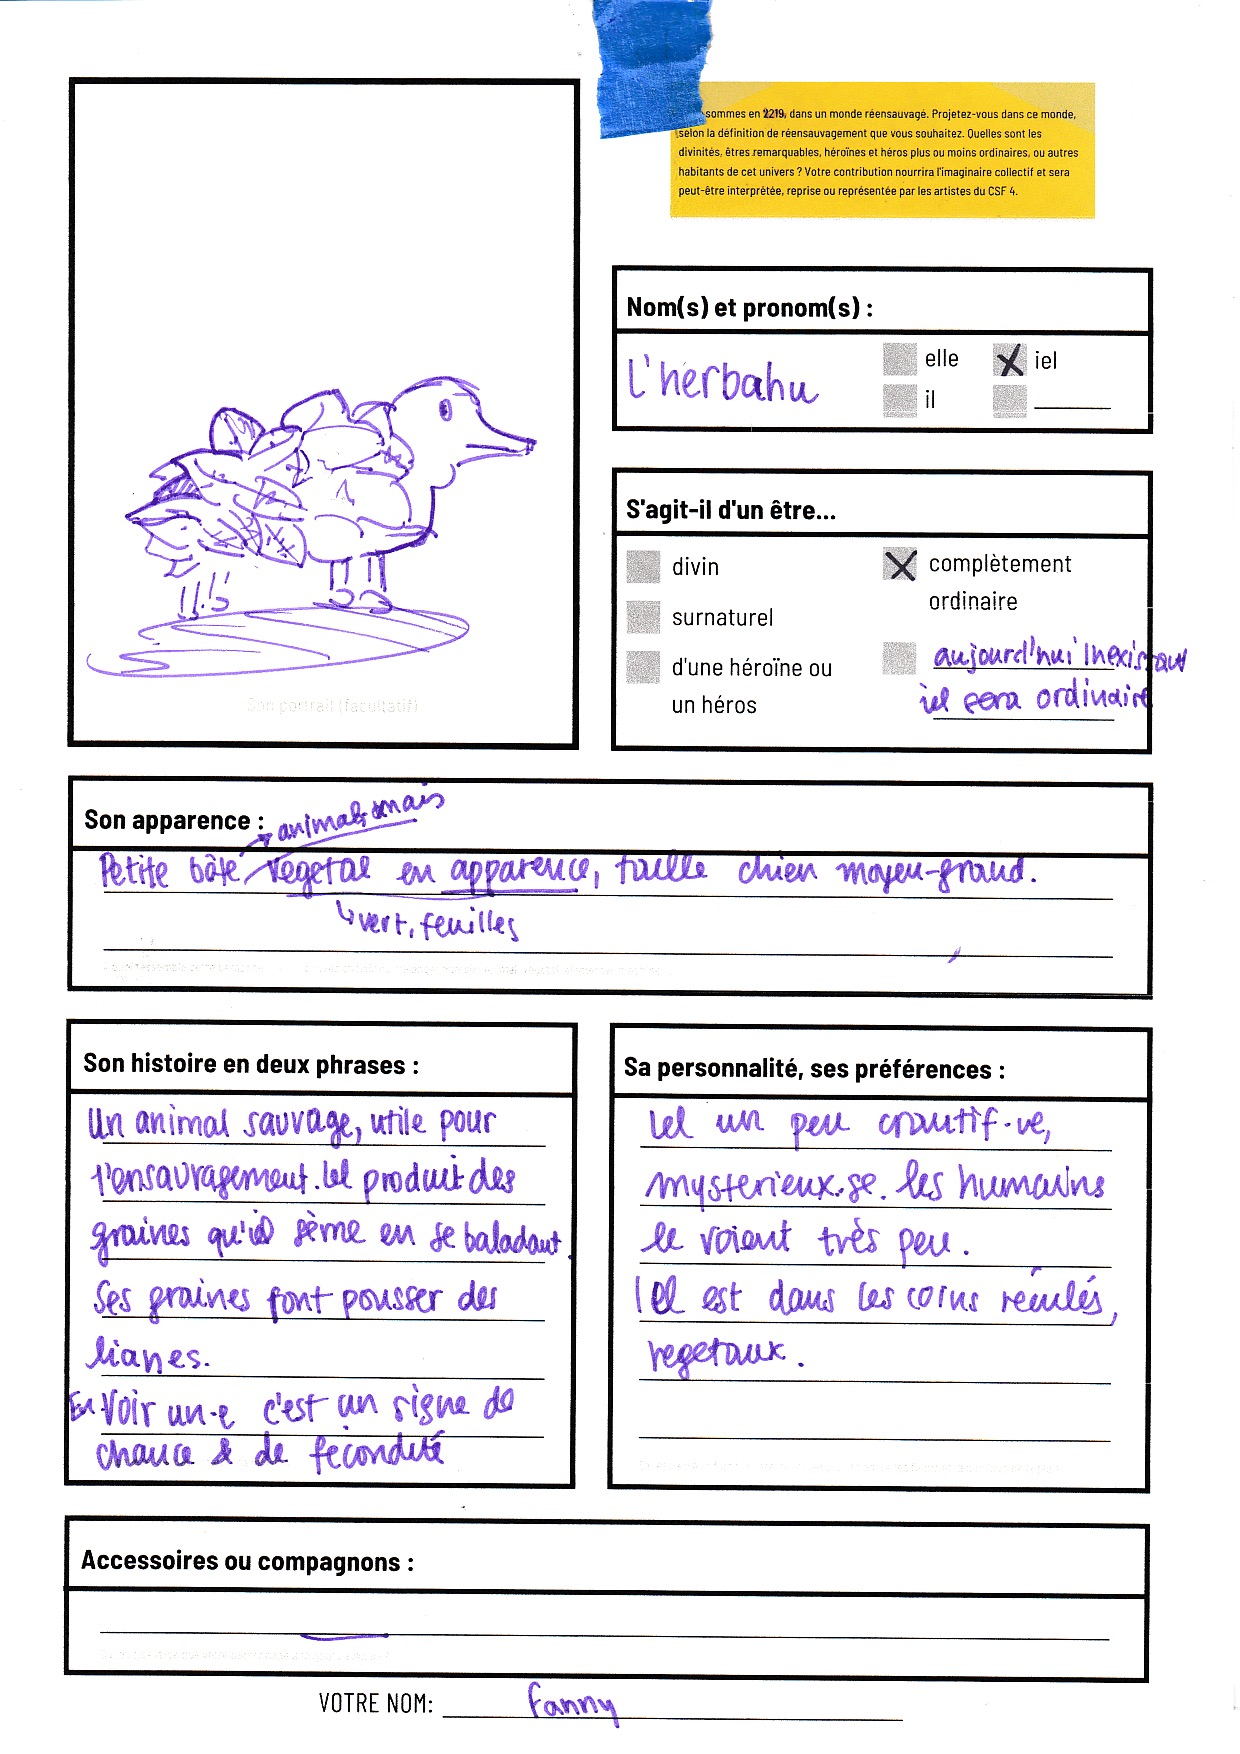 sommes en 2219, dans un monde réensauvagé. Projetez-vous dans ce monde,
selon la définition de réensauvagement que vous souhaitez. Quelles sont les
divinités, êtres remarquables, héroïnes et héros plus ou moins ordinaires, ou autres
habitants de cet univers ? Votre contribution nourrira l'imaginaire collectif et sera
peut-être interprétée, reprise ou représentée par les artistes du CSF 4.
Nom(s) et pronom(s) :
l'herbahu
elle
iel
il
S'agit-il d'un être...
divin
complètement
ordinaire
surnaturel
d'une héroïne ou
un héros
aujourd'hui inexistant
iel sera ordinaire
Son portrait (facultatif)
Son apparence :
animal, mais
Petite bâte végétal en apparence, taille chien moyen-grand.
↳ vert, feuilles
Son histoire en deux phrases :
Un animal sauvage, utile pour
l'ensauvagement. Iel produit des
graines qu'iel sème en se baladant.
Ses graines font pousser des
lianes.
En voir un·e c'est un signe de
chance & de fécondité
Sa personnalité, ses préférences :
Iel un peu craintif·ve,
mysterieux·se. les humains
le voient très peu.
Iel est dans les coins reculés,
vegetaux.
Accessoires ou compagnons :
VOTRE NOM: Fanny